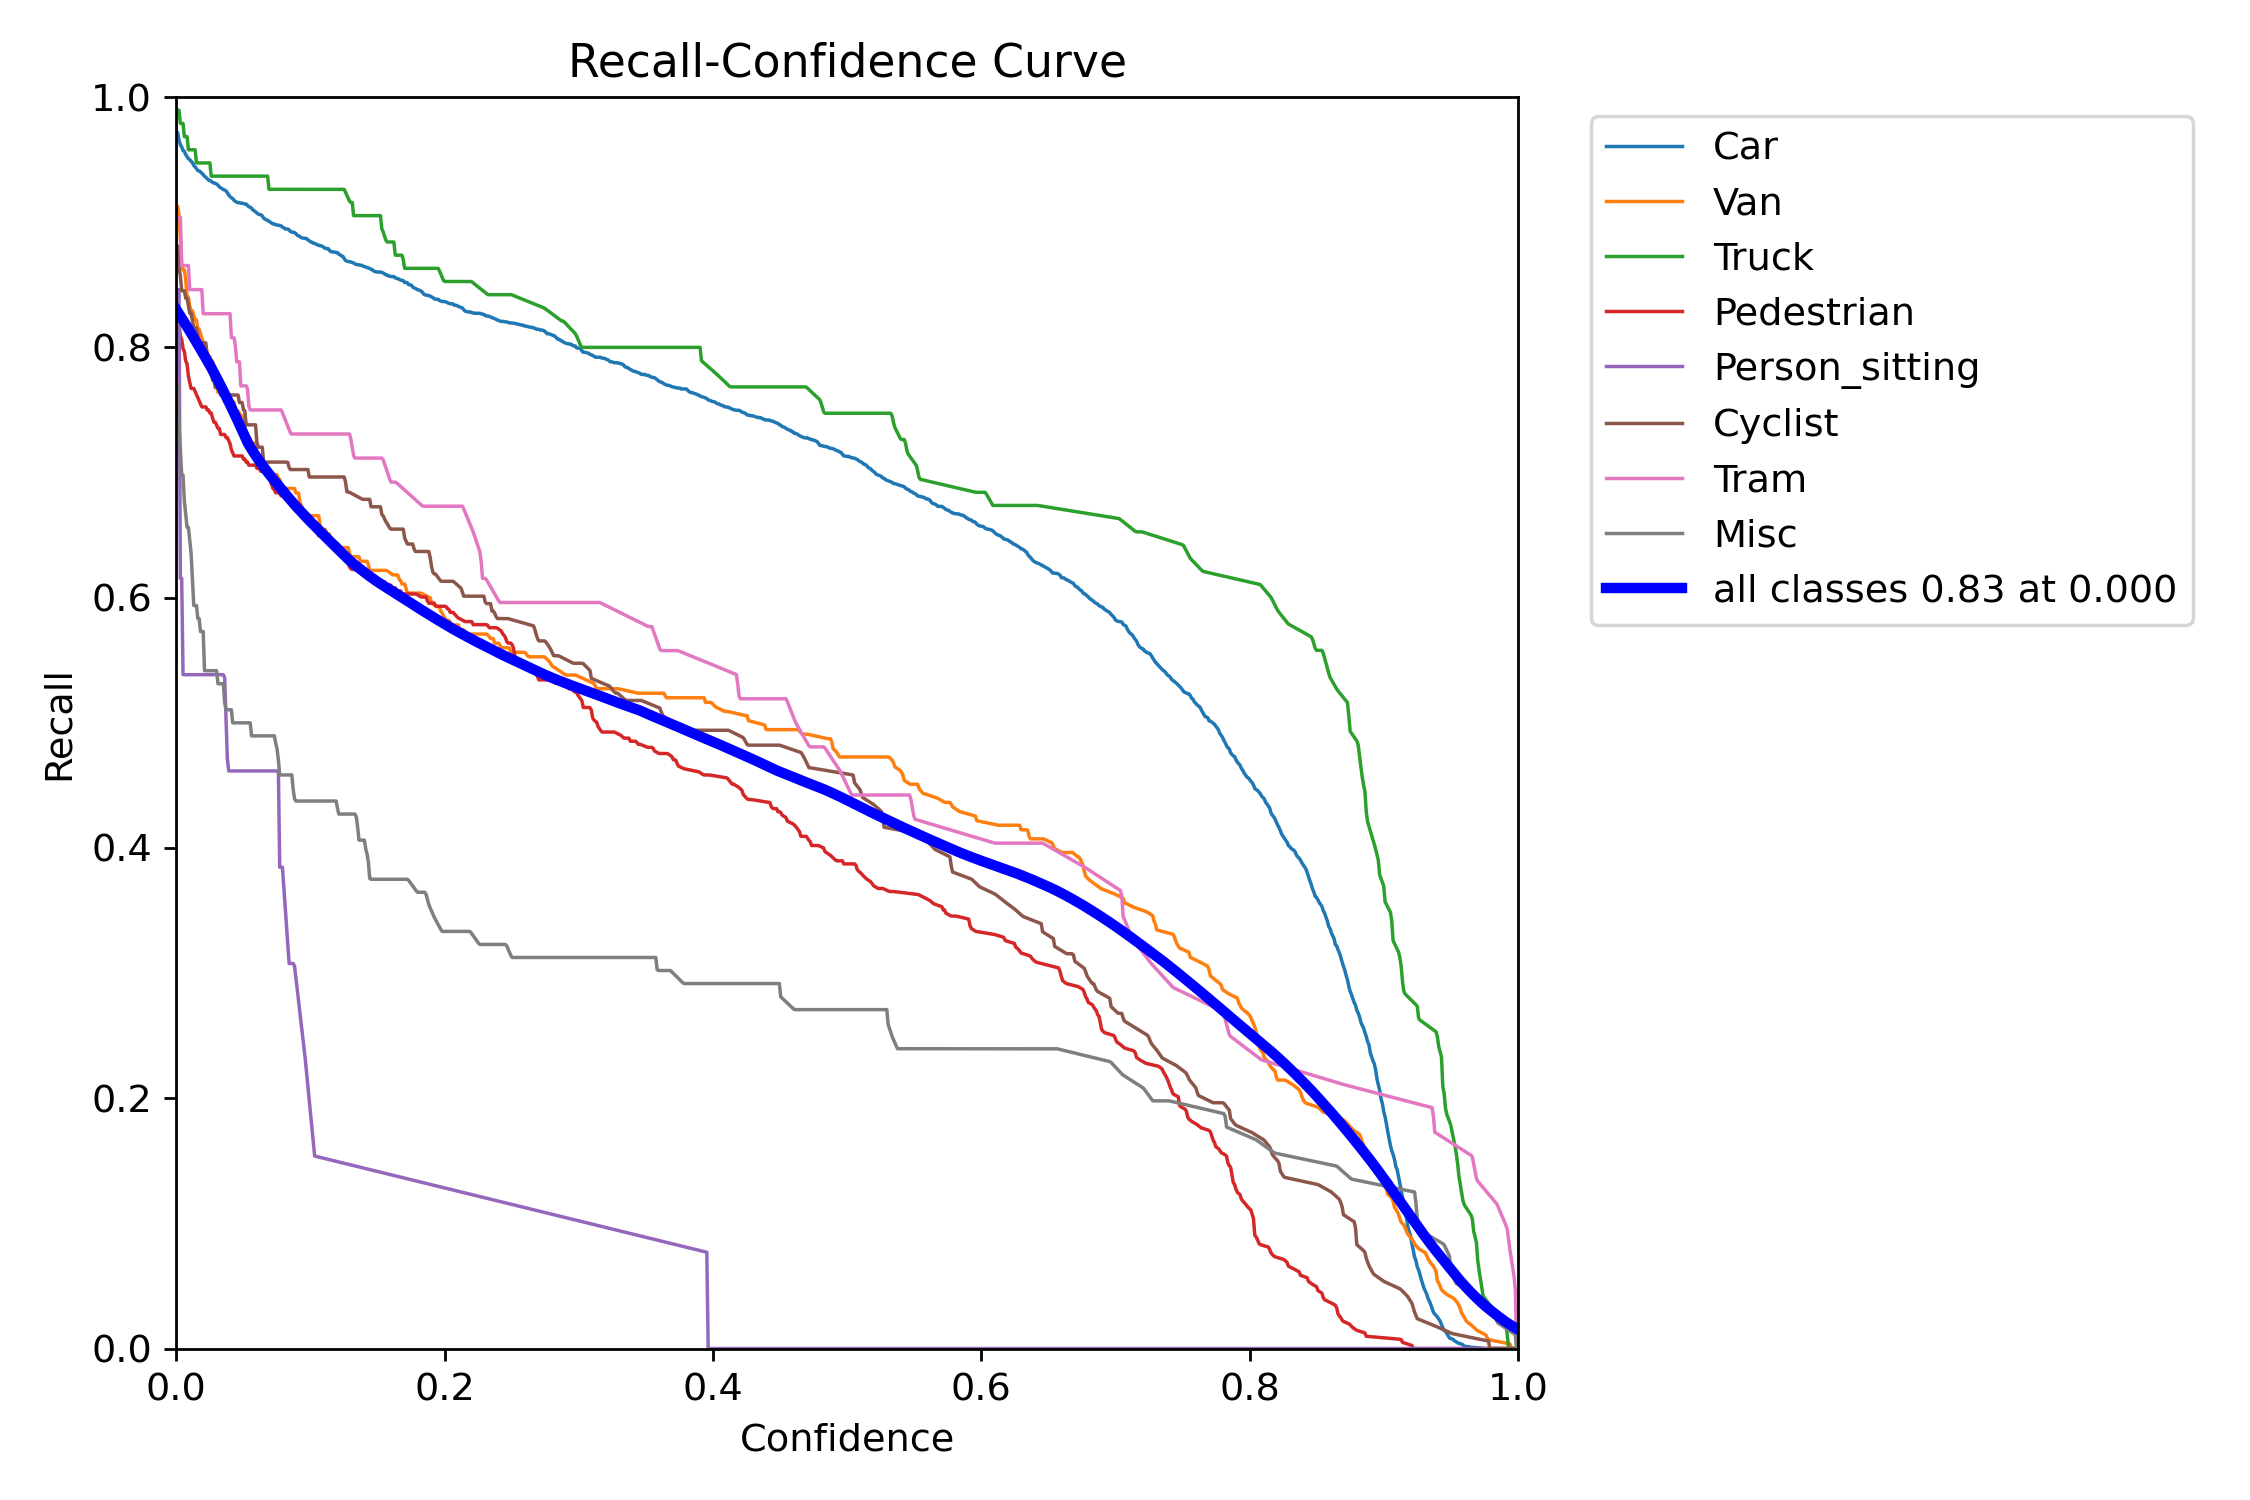 Recall-Confidence Curve
1.0
0.8
0.6
0.4
0.2
0.0
Recall
0.0 0.2 0.4 0.6 0.8 1.0
Confidence
Car
Van
Truck
Pedestrian
Person_sitting
Cyclist
Tram
Misc
all classes 0.83 at 0.000